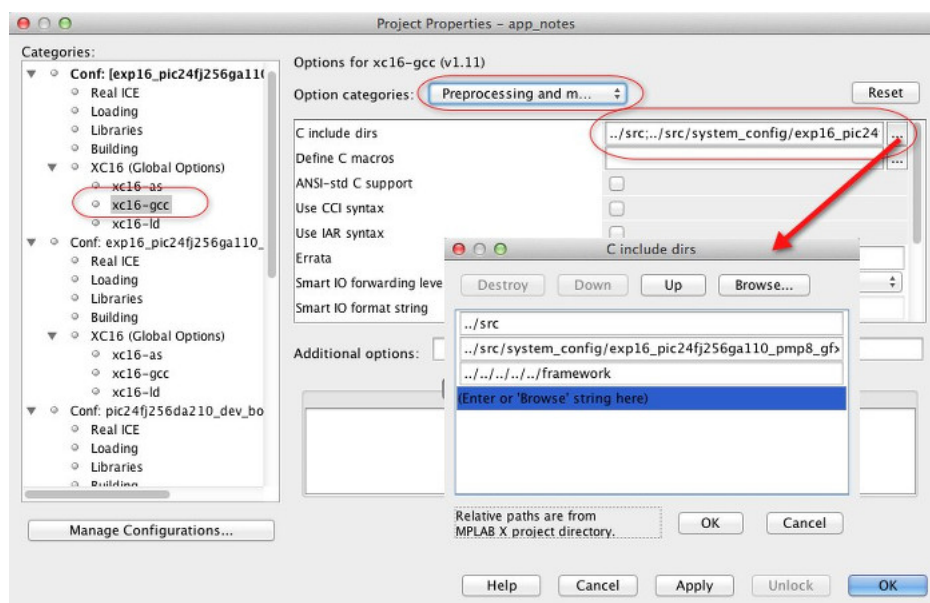 Project Properties – app_notes
Categories:
Conf: [exp16_pic24fj256ga11
Real ICE
Loading
Libraries
Building
XC16 (Global Options)
xc16-as
xc16-gcc
xc16-ld
Conf: exp16_pic24fj256ga110_
Real ICE
Loading
Libraries
Building
XC16 (Global Options)
xc16-as
xc16-gcc
xc16-ld
Conf: pic24fj256da210_dev_bo
Real ICE
Loading
Libraries
Building
Manage Configurations...
Options for xc16-gcc (v1.11)
Option categories: Preprocessing and m... Reset
C include dirs ../src;../src/system_config/exp16_pic24 ...
Define C macros ...
ANSI-std C support
Use CCI syntax
Use IAR syntax
Errata
Smart IO forwarding leve
Smart IO format string
Additional options:
C include dirs
Destroy Down Up Browse...
../src
../src/system_config/exp16_pic24fj256ga110_pmp8_gfx
../../../../../framework
(Enter or 'Browse' string here)
Relative paths are from
MPLAB X project directory.
OK Cancel
Help Cancel Apply Unlock OK